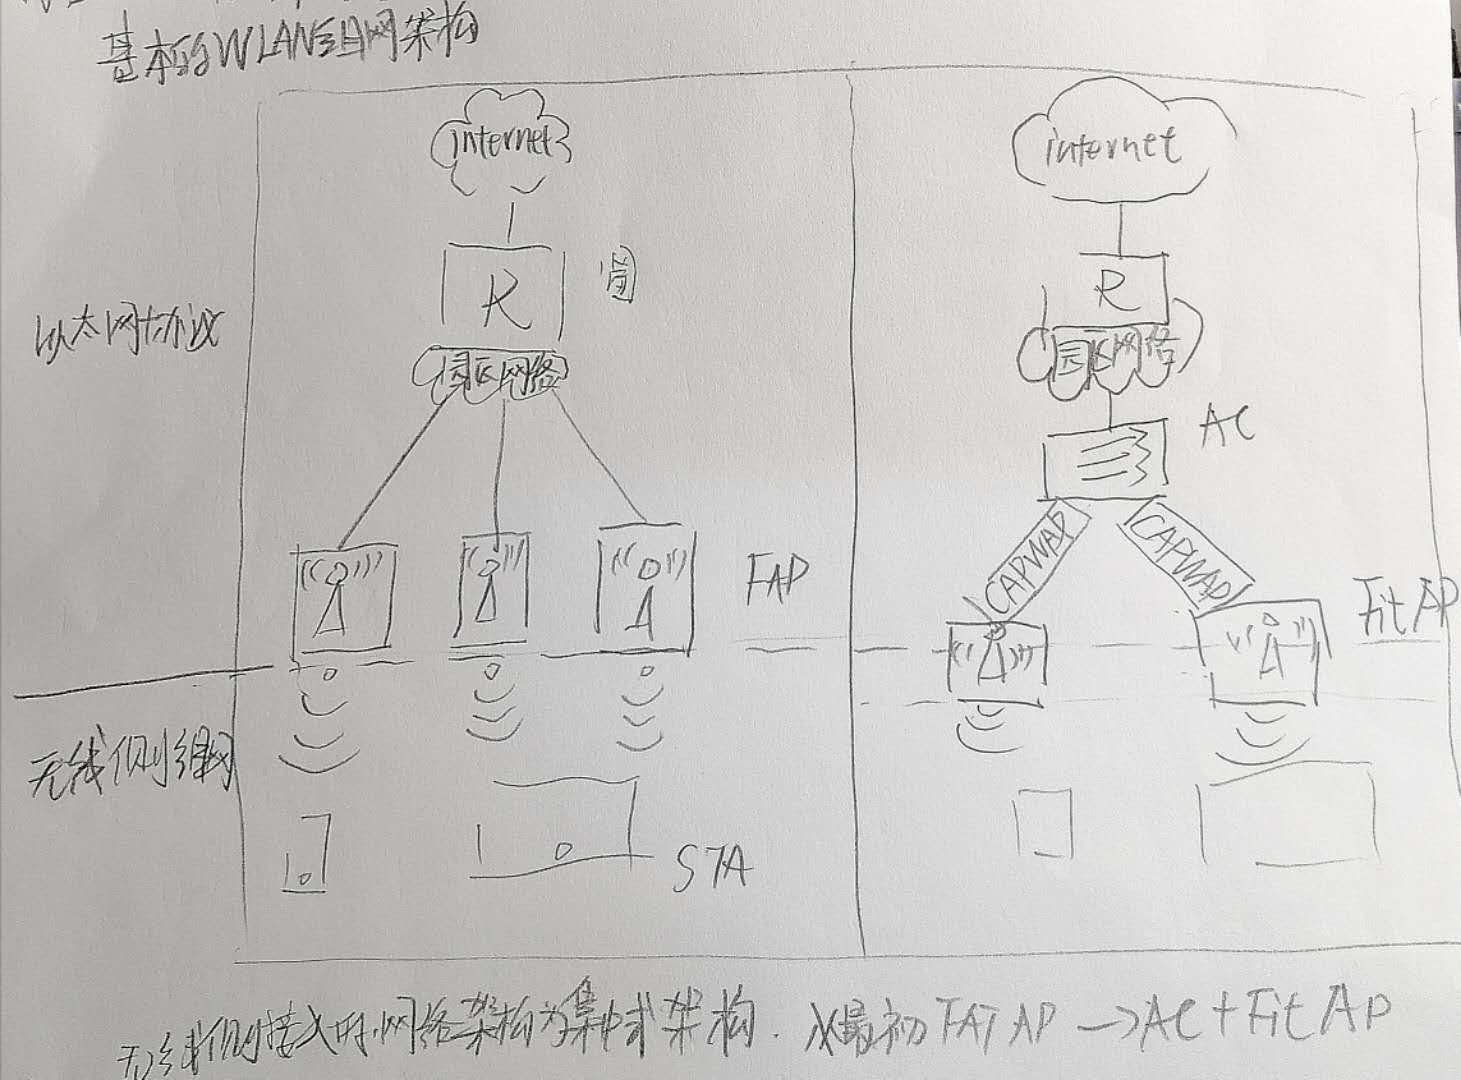 基本的WLAN组网架构
internet
internet
R
R
以太网协议
园区网络
园区网络
AC
CAPWAP
CAPWAP
FAP
Fit AP
无线侧组网
STA
无线侧接入时,网络架构为集中式架构. 从最初FAT AP →AC+Fit AP